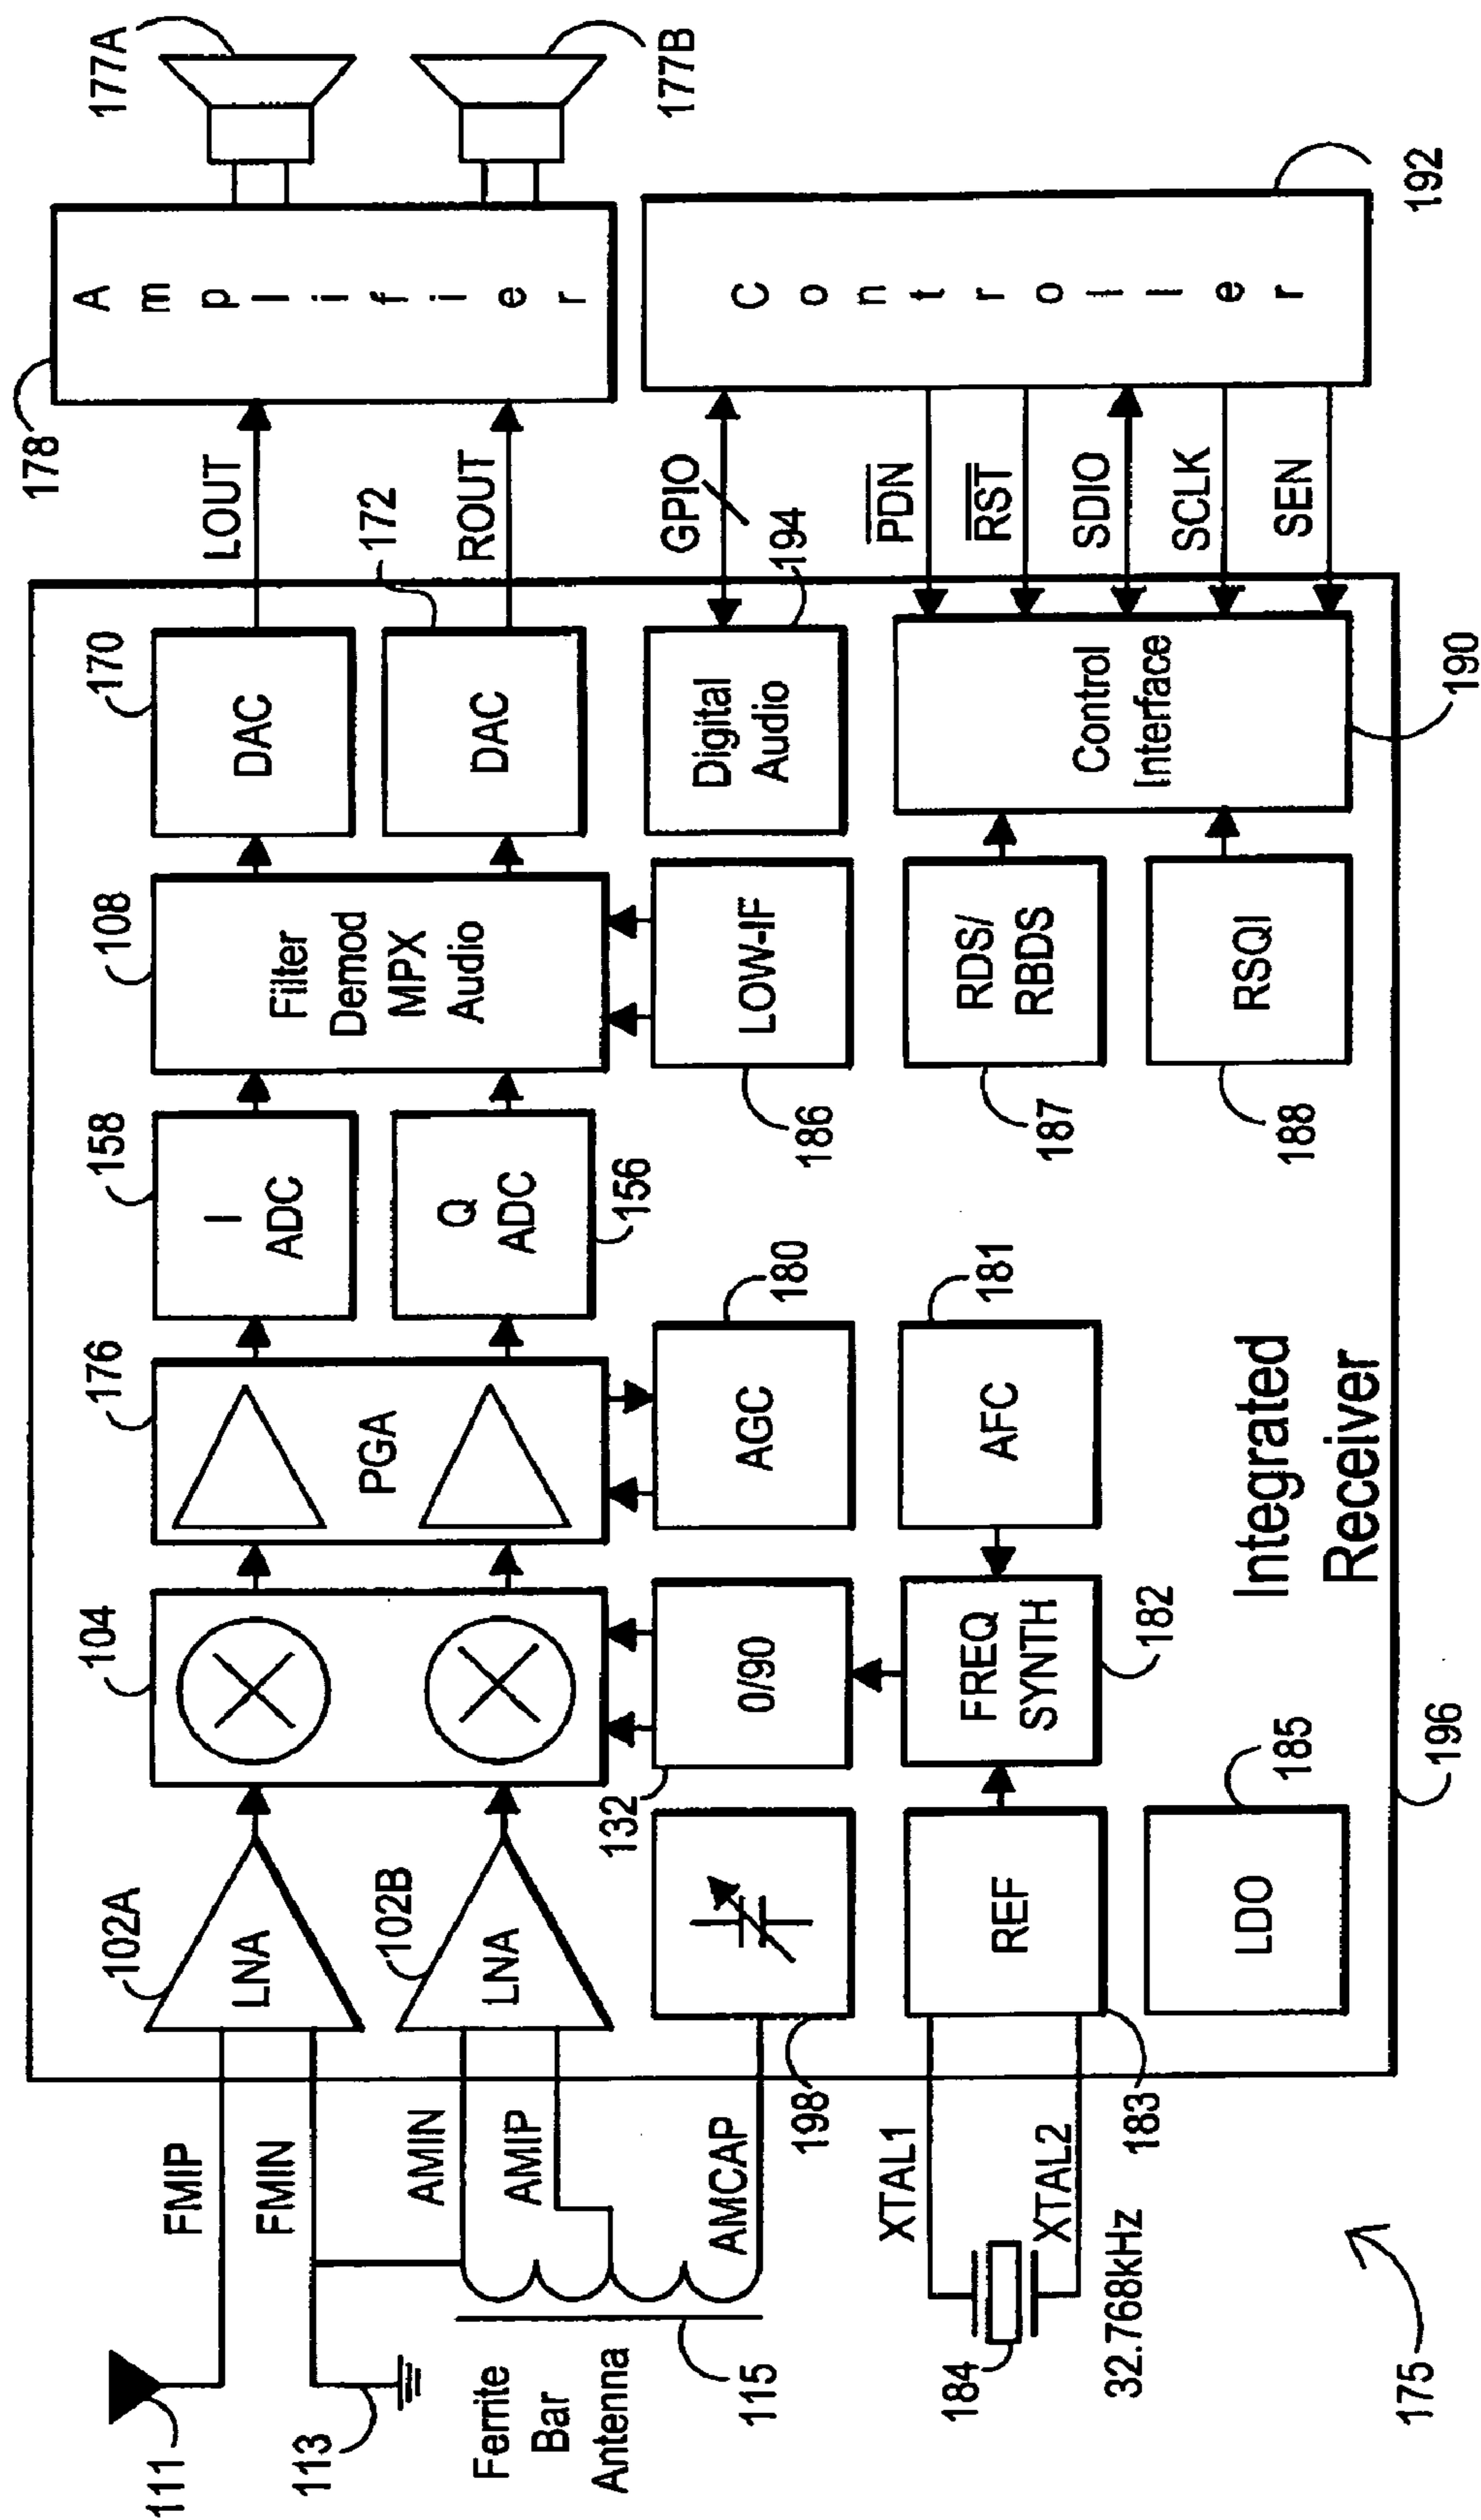 111
FMIP
102A
LNA
104
176
PGA
158
I
ADC
108
Filter
Demod
MPX
Audio
170
DAC
LOUT
178
Amplifier
177A
113
FMIN
AMIN
102B
LNA
Q
ADC
156
DAC
172
ROUT
177B
Ferrite
Bar
Antenna
AMIP
115
AMCAP
198
132
0/90
AGC
180
LOW-IF
186
Digital
Audio
194
GPIO
Controller
192
184
XTAL1
XTAL2
32.768kHz
183
REF
FREQ
SYNTH
182
AFC
181
RDS/
RBDS
187
Control
Interface
190
PDN
RST
SDIO
SCLK
SEN
LDO
185
RSQI
188
Integrated
Receiver
196
175